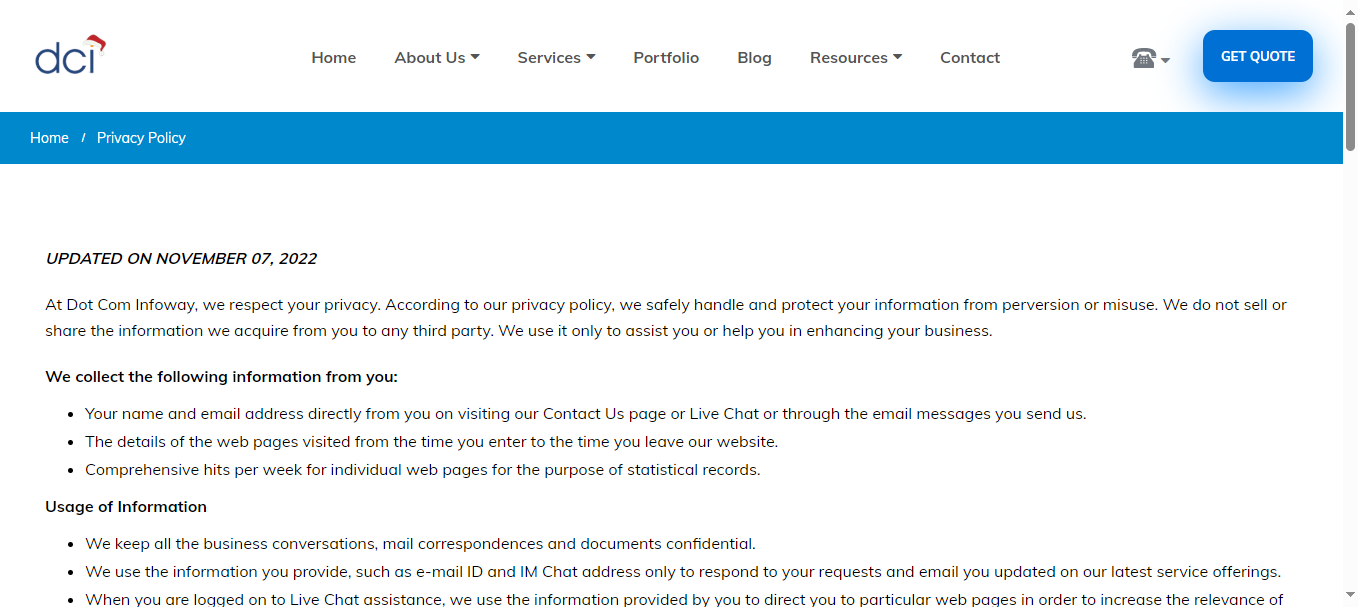 dci
Home About Us Services Portfolio Blog Resources Contact GET QUOTE
Home / Privacy Policy
UPDATED ON NOVEMBER 07, 2022
At Dot Com Infoway, we respect your privacy. According to our privacy policy, we safely handle and protect your information from perversion or misuse. We do not sell or
share the information we acquire from you to any third party. We use it only to assist you or help you in enhancing your business.
We collect the following information from you:
Your name and email address directly from you on visiting our Contact Us page or Live Chat or through the email messages you send us.
The details of the web pages visited from the time you enter to the time you leave our website.
Comprehensive hits per week for individual web pages for the purpose of statistical records.
Usage of Information
We keep all the business conversations, mail correspondences and documents confidential.
We use the information you provide, such as e-mail ID and IM Chat address only to respond to your requests and email you updated on our latest service offerings.
When you are logged on to Live Chat assistance, we use the information provided by you to direct you to particular web pages in order to increase the relevance of